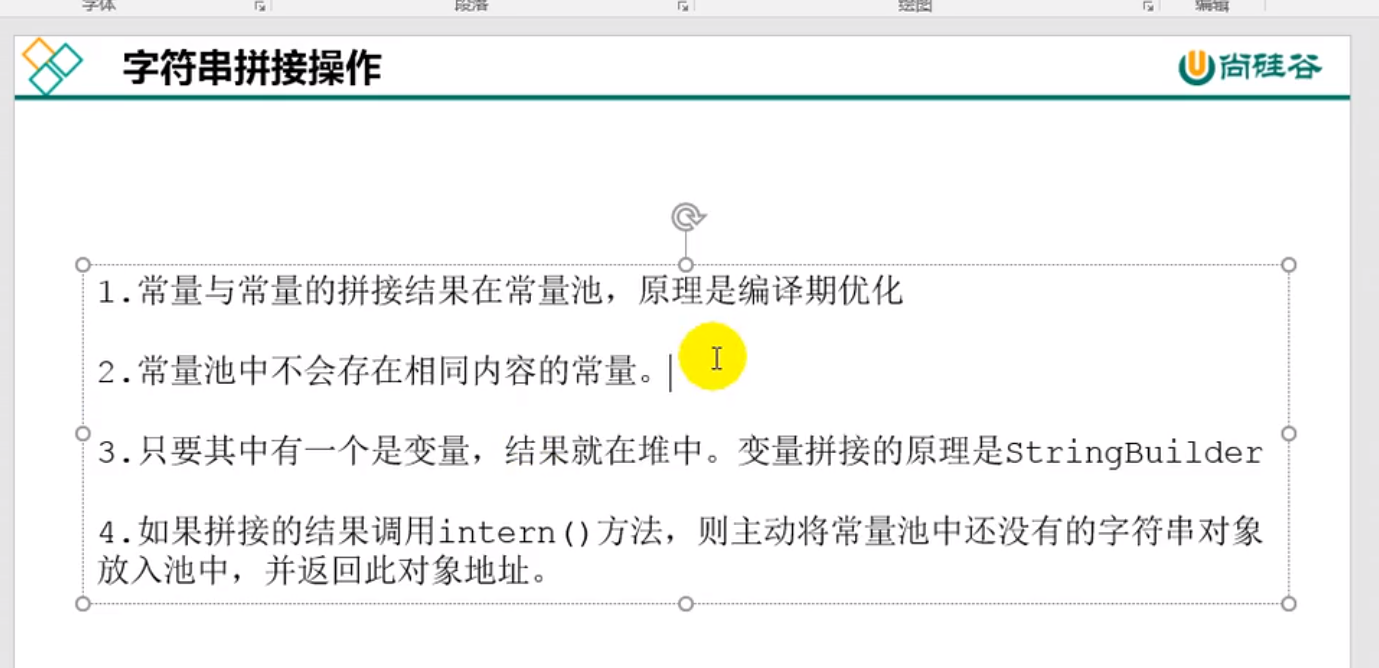 字体 段落 绘图 编辑
字符串拼接操作
尚硅谷
1.常量与常量的拼接结果在常量池，原理是编译期优化
2.常量池中不会存在相同内容的常量。
3.只要其中有一个是变量，结果就在堆中。变量拼接的原理是StringBuilder
4.如果拼接的结果调用intern()方法，则主动将常量池中还没有的字符串对象
放入池中，并返回此对象地址。